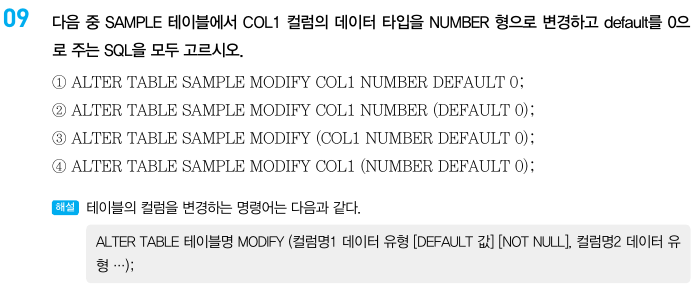 09 다음 중 SAMPLE 테이블에서 COL1 컬럼의 데이터 타입을 NUMBER 형으로 변경하고 default를 0으
로 주는 SQL을 모두 고르시오.
① ALTER TABLE SAMPLE MODIFY COL1 NUMBER DEFAULT 0;
② ALTER TABLE SAMPLE MODIFY COL1 NUMBER (DEFAULT 0);
③ ALTER TABLE SAMPLE MODIFY (COL1 NUMBER DEFAULT 0);
④ ALTER TABLE SAMPLE MODIFY COL1 (NUMBER DEFAULT 0);
해설 테이블의 컬럼을 변경하는 명령어는 다음과 같다.
ALTER TABLE 테이블명 MODIFY (컬럼명1 데이터 유형 [DEFAULT 값] [NOT NULL], 컬럼명2 데이터 유
형 …);